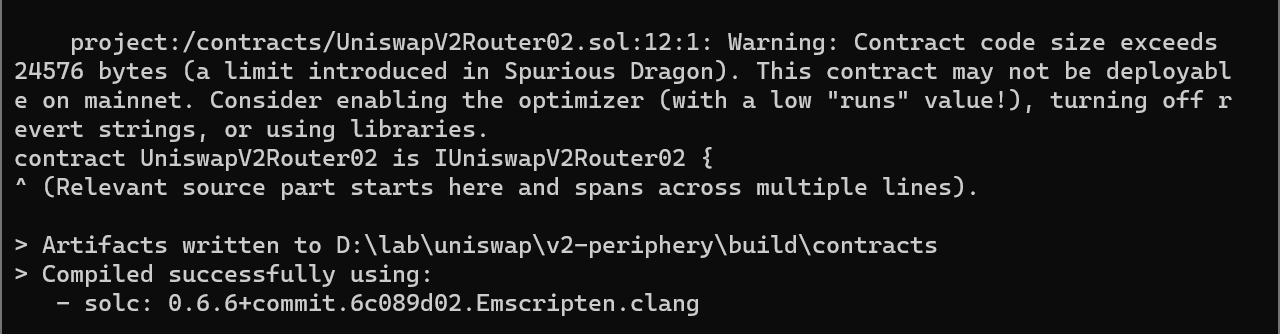 project:/contracts/UniswapV2Router02.sol:12:1: Warning: Contract code size exceeds
24576 bytes (a limit introduced in Spurious Dragon). This contract may not be deployabl
e on mainnet. Consider enabling the optimizer (with a low "runs" value!), turning off r
evert strings, or using libraries.
contract UniswapV2Router02 is IUniswapV2Router02 {
^ (Relevant source part starts here and spans across multiple lines).
> Artifacts written to D:\lab\uniswap\v2-periphery\build\contracts
> Compiled successfully using:
- solc: 0.6.6+commit.6c089d02.Emscripten.clang